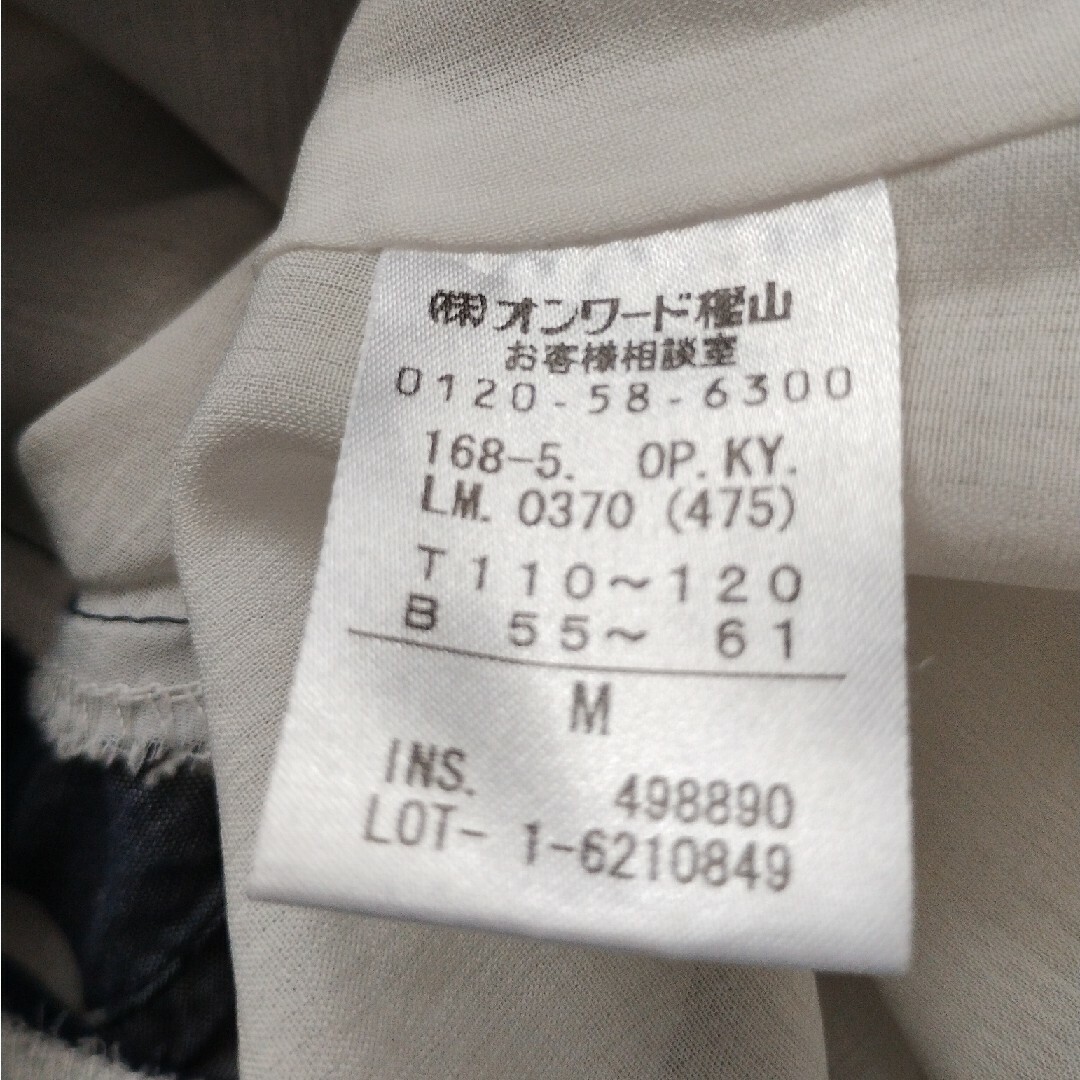 (株)オンワード樫山
お客様相談室
0120-58-6300
168-5. OP.KY.
LM. 0370 (475)
T 110~120
B 55~ 61
M
INS. 498890
LOT- 1-6210849